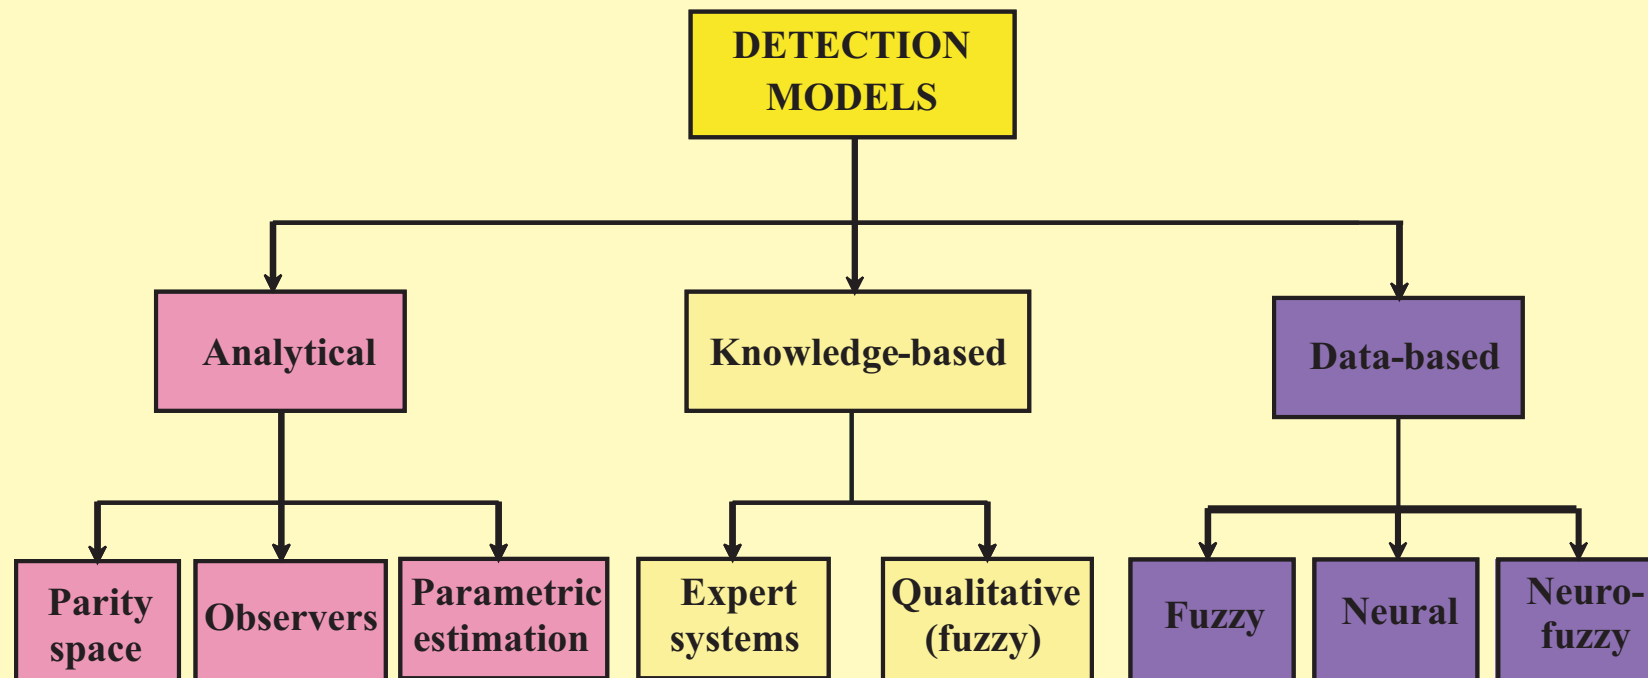 DETECTION
MODELS
Analytical
Knowledge-based
Data-based
Parity
space
Observers
Parametric
estimation
Expert
systems
Qualitative
(fuzzy)
Fuzzy
Neural
Neuro-
fuzzy